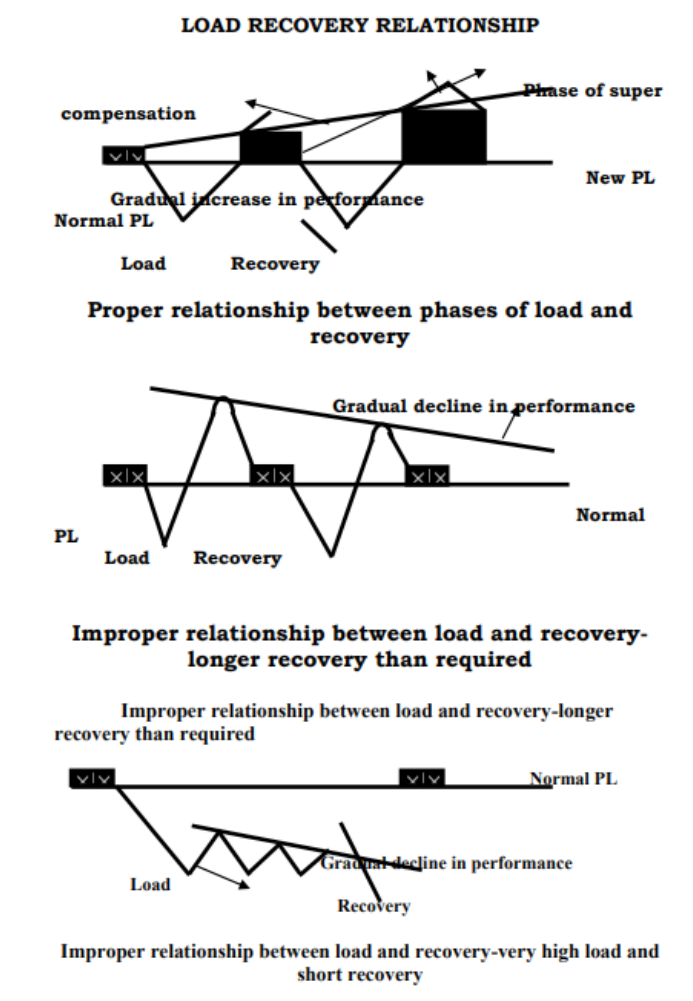 LOAD RECOVERY RELATIONSHIP
Phase of super
compensation
New PL
Gradual increase in performance
Normal PL
Load Recovery
Proper relationship between phases of load and
recovery
Gradual decline in performance
Normal
PL
Load Recovery
Improper relationship between load and recovery-
longer recovery than required
Improper relationship between load and recovery-longer
recovery than required
Normal PL
Gradual decline in performance
Load
Recovery
Improper relationship between load and recovery-very high load and
short recovery